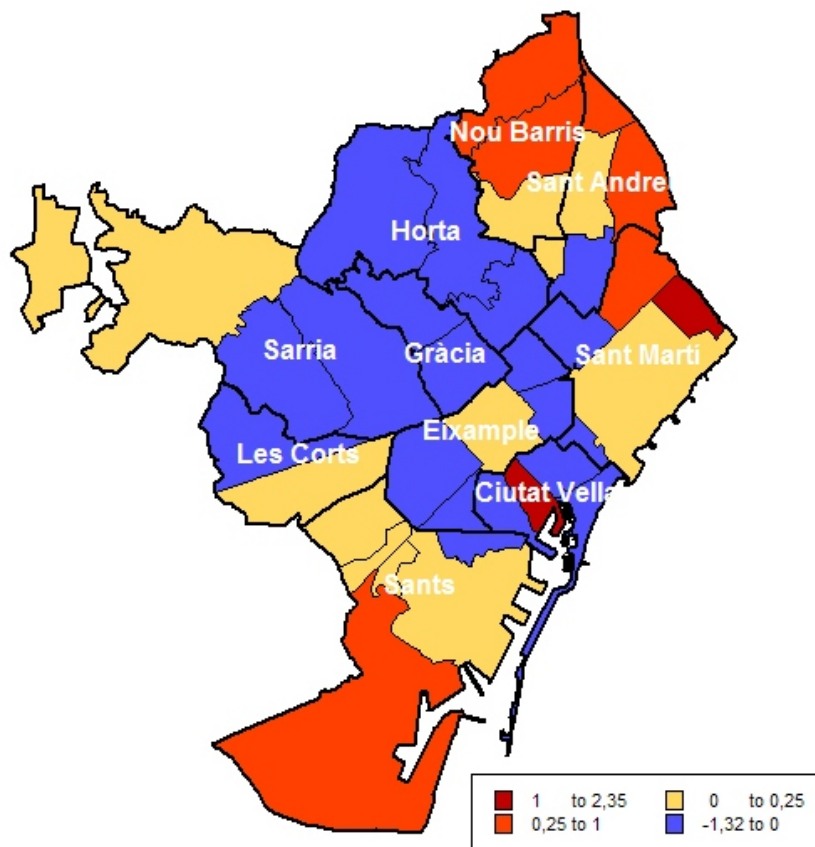 Nou Barris
Sant Andre
Horta
Sarria
Gràcia
Sant Martí
Eixample
Les Corts
Ciutat Vella
Sants
1 to 2,35
0 to 0,25
0,25 to 1
-1,32 to 0